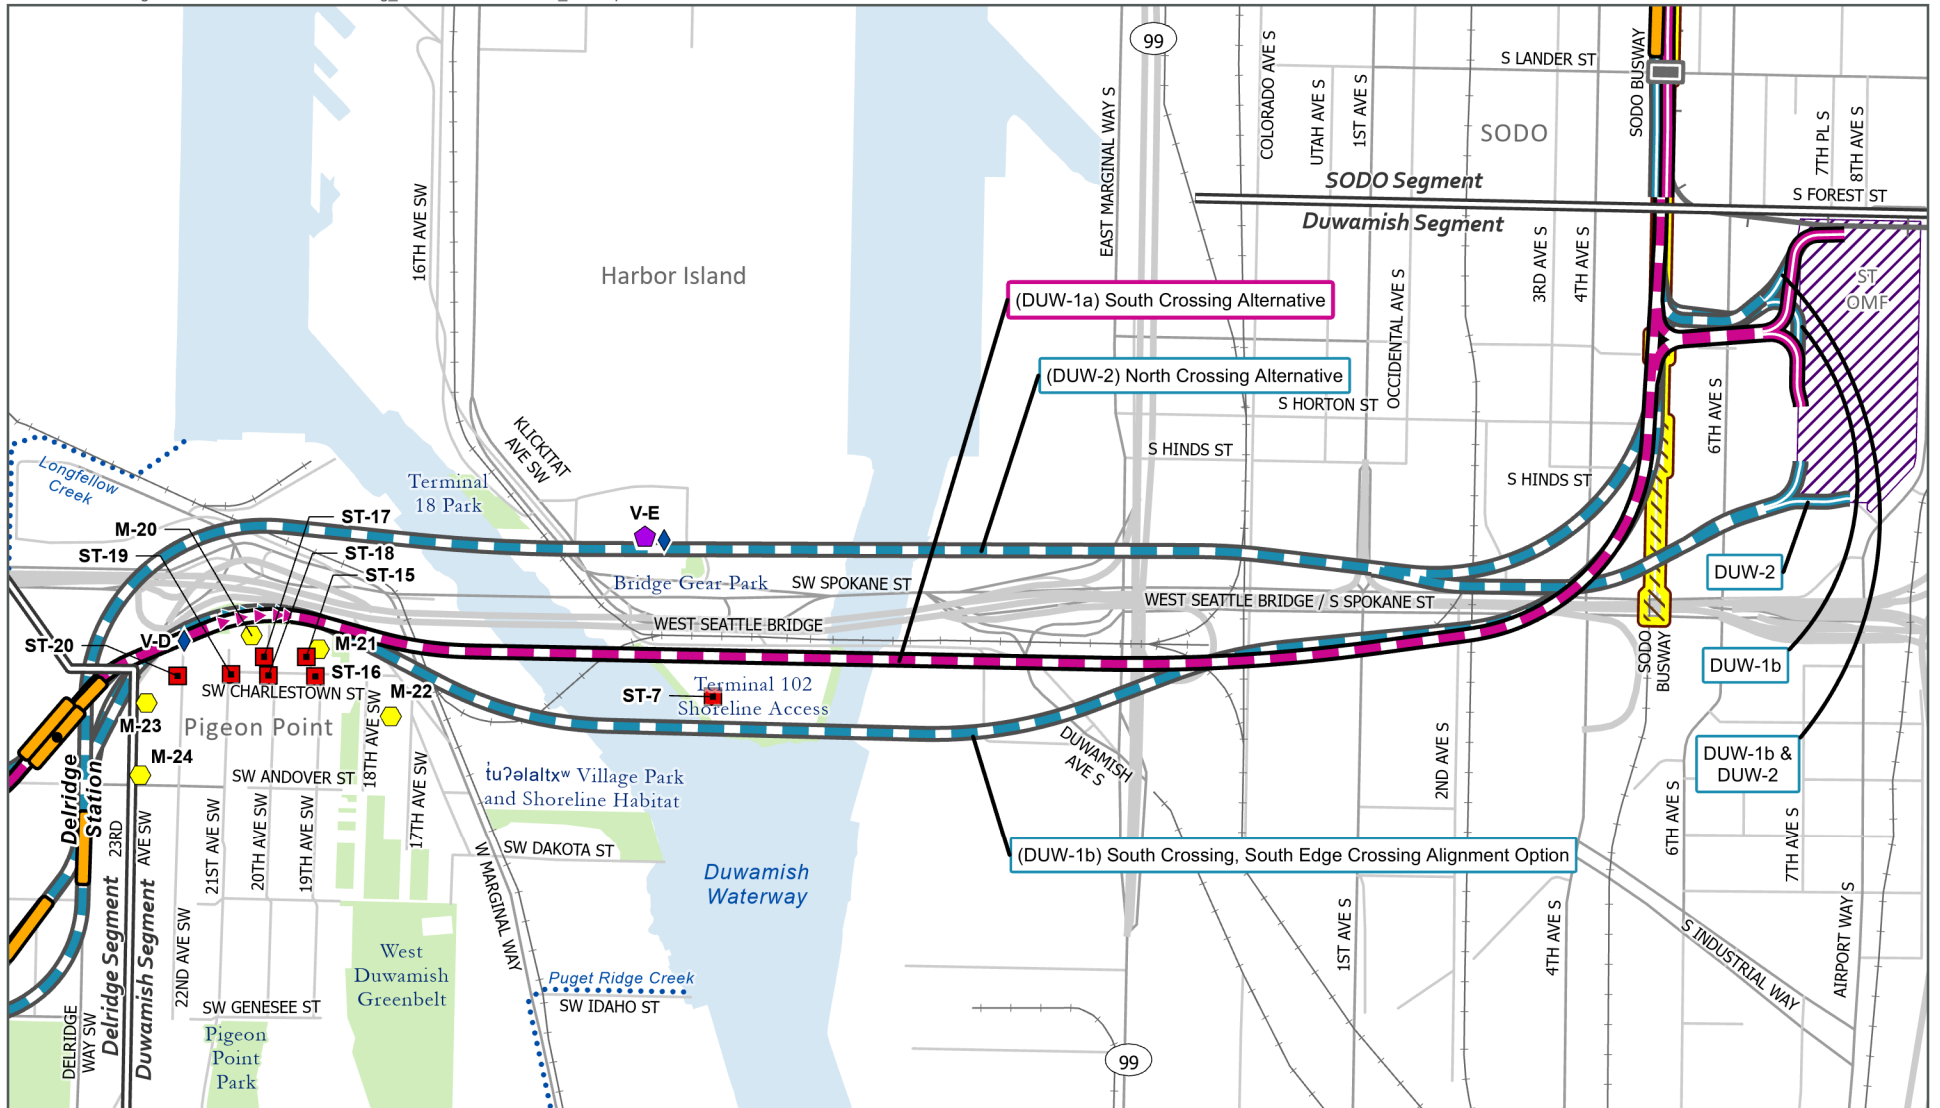 99
COLORADO AVE S
UTAH AVE S
1ST AVE S
S LANDER ST
SODO BUSWAY
SODO
7TH PL S
8TH AVE S
S FOREST ST
SODO Segment
Duwamish Segment
EAST MARGINAL WAY S
16TH AVE SW
Harbor Island
3RD AVE S
4TH AVE S
OCCIDENTAL AVE S
ST
OMF
(DUW-1a) South Crossing Alternative
(DUW-2) North Crossing Alternative
S HORTON ST
6TH AVE S
S HINDS ST
S HINDS ST
KLICKITAT
AVE SW
Longfellow
Creek
Terminal
18 Park
V-E
ST-17
M-20
ST-19
ST-18
ST-15
Bridge Gear Park
SW SPOKANE ST
WEST SEATTLE BRIDGE / S SPOKANE ST
WEST SEATTLE BRIDGE
DUW-2
ST-20
V-D
M-21
ST-16
SW CHARLESTOWN ST
M-22
ST-7
Terminal 102
Shoreline Access
SODO
BUSWAY
DUW-1b
M-23
Pigeon Point
18TH AVE SW
M-24
SW ANDOVER ST
17TH AVE SW
t̓uʔəlaltxʷ Village Park
and Shoreline Habitat
DUWAMISH
AVE S
2ND AVE S
DUW-1b &
DUW-2
Delridge
Station
23RD
AVE SW
21ST AVE SW
20TH AVE SW
19TH AVE SW
6TH AVE S
7TH AVE S
SW DAKOTA ST
W MARGINAL WAY SW
(DUW-1b) South Crossing, South Edge Crossing Alignment Option
Duwamish
Waterway
Delridge Segment
Duwamish Segment
22ND AVE SW
West
Duwamish
Greenbelt
1ST AVE S
4TH AVE S
S INDUSTRIAL WAY
AIRPORT WAY S
Puget Ridge Creek
SW IDAHO ST
SW GENESEE ST
DELRIDGE
WAY SW
Pigeon
Point
Park
99